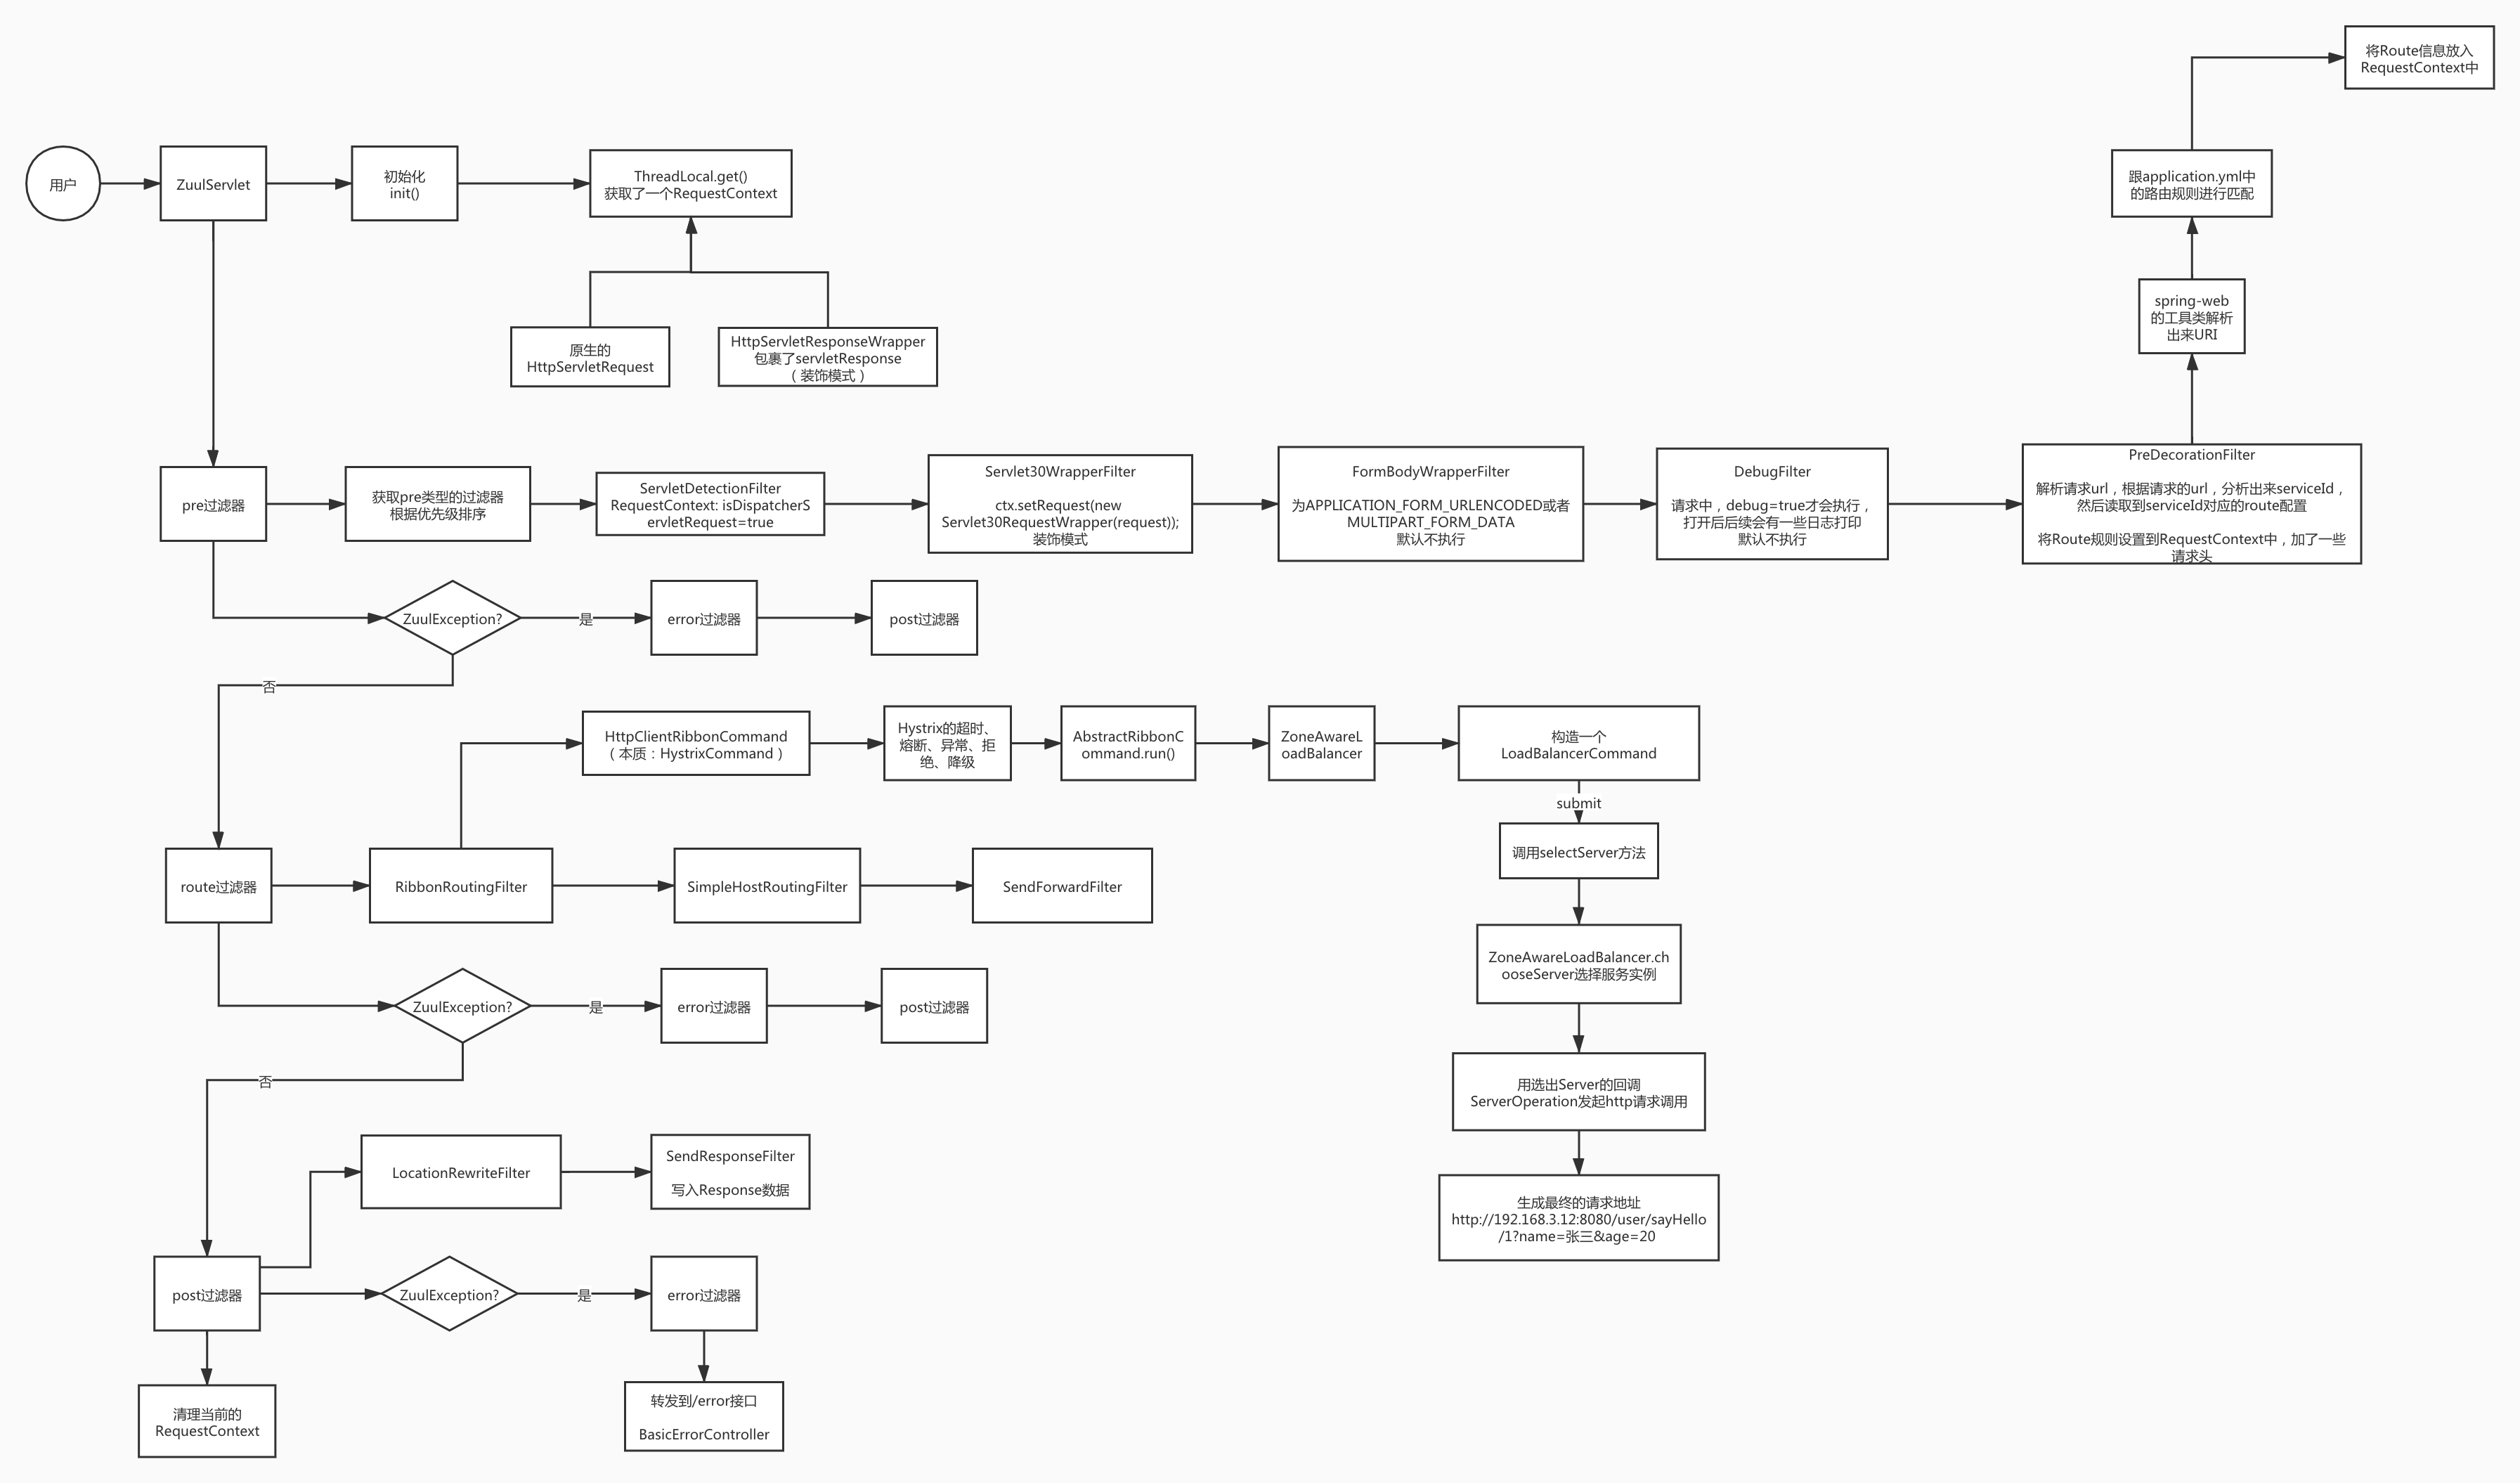 将Route信息放入
RequestContext中
用户
ZuulServlet
初始化
init()
ThreadLocal.get()
获取了一个RequestContext
跟application.yml中
的路由规则进行匹配
原生的
HttpServletRequest
HttpServletResponseWrapper
包裹了servletResponse
（装饰模式）
spring-web
的工具类解析
出来URI
pre过滤器
获取pre类型的过滤器
根据优先级排序
ServletDetectionFilter
RequestContext: isDispatcherS
ervletRequest=true
Servlet30WrapperFilter
ctx.setRequest(new
Servlet30RequestWrapper(request));
装饰模式
FormBodyWrapperFilter
为APPLICATION_FORM_URLENCODED或者
MULTIPART_FORM_DATA
默认不执行
DebugFilter
请求中，debug=true才会执行，
打开后后续会有一些日志打印
默认不执行
PreDecorationFilter
解析请求url，根据请求的url，分析出来serviceId，
然后读取到serviceId对应的route配置
将Route规则设置到RequestContext中，加了一些
请求头
ZuulException?
是
error过滤器
post过滤器
否
HttpClientRibbonCommand
（本质：HystrixCommand）
Hystrix的超时、
熔断、异常、拒
绝、降级
AbstractRibbonC
ommand.run()
ZoneAwareL
oadBalancer
构造一个
LoadBalancerCommand
submit
调用selectServer方法
route过滤器
RibbonRoutingFilter
SimpleHostRoutingFilter
SendForwardFilter
ZoneAwareLoadBalancer.ch
ooseServer选择服务实例
ZuulException?
是
error过滤器
post过滤器
否
用选出Server的回调
ServerOperation发起http请求调用
LocationRewriteFilter
SendResponseFilter
写入Response数据
生成最终的请求地址
http://192.168.3.12:8080/user/sayHello
/1?name=张三&age=20
post过滤器
ZuulException?
是
error过滤器
清理当前的
RequestContext
转发到/error接口
BasicErrorController